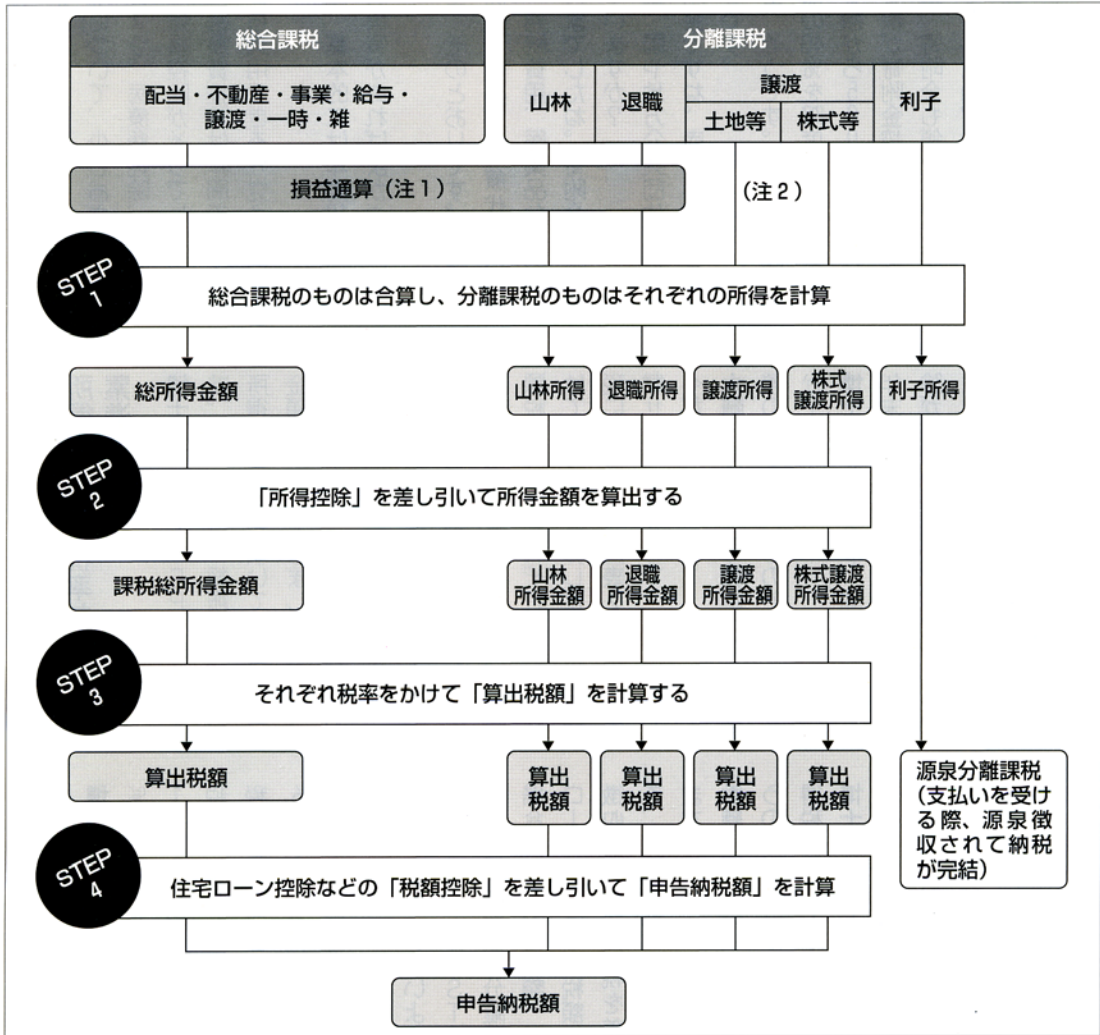 総合課税
分離課税
配当・不動産・事業・給与・
譲渡・一時・雑
山林
退職
譲渡
土地等
株式等
利子
損益通算（注1）
（注2）
STEP
1
総合課税のものは合算し、分離課税のものはそれぞれの所得を計算
総所得金額
山林所得
退職所得
譲渡所得
株式
譲渡所得
利子所得
STEP
2
「所得控除」を差し引いて所得金額を算出する
課税総所得金額
山林
所得金額
退職
所得金額
譲渡
所得金額
株式譲渡
所得金額
STEP
3
それぞれ税率をかけて「算出税額」を計算する
算出税額
算出
税額
算出
税額
算出
税額
算出
税額
源泉分離課税
（支払いを受け
る際、源泉徴
収されて納税
が完結）
STEP
4
住宅ローン控除などの「税額控除」を差し引いて「申告納税額」を計算
申告納税額